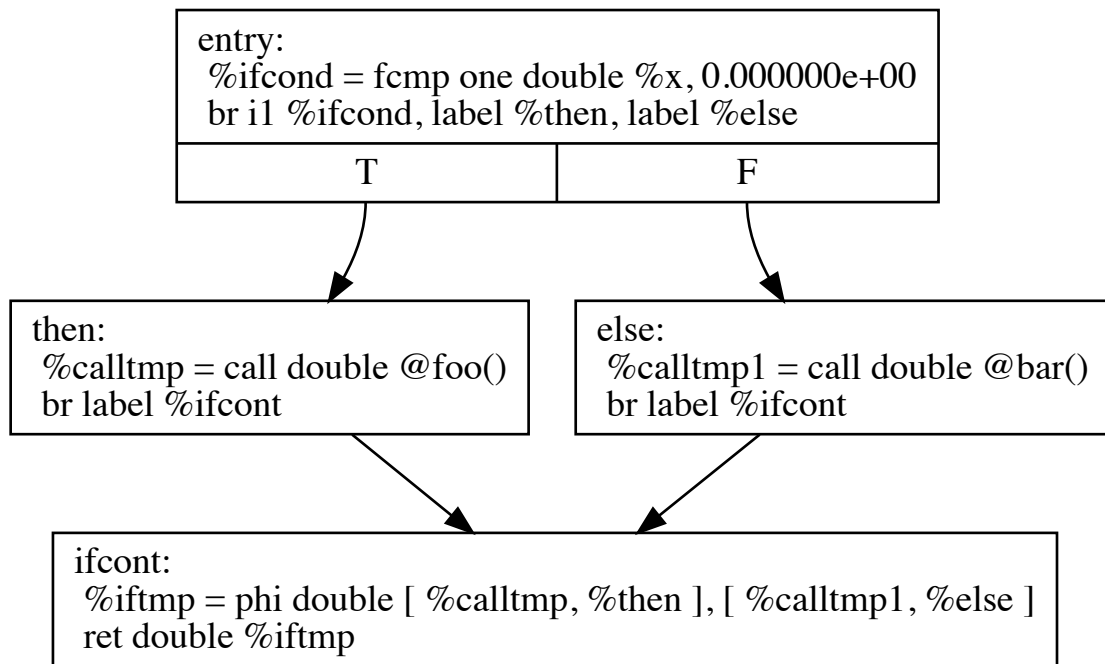 entry:
%ifcond = fcmp one double %x, 0.000000e+00
br i1 %ifcond, label %then, label %else
T
F
then:
%calltmp = call double @foo()
br label %ifcont
else:
%calltmp1 = call double @bar()
br label %ifcont
ifcont:
%iftmp = phi double [ %calltmp, %then ], [ %calltmp1, %else ]
ret double %iftmp